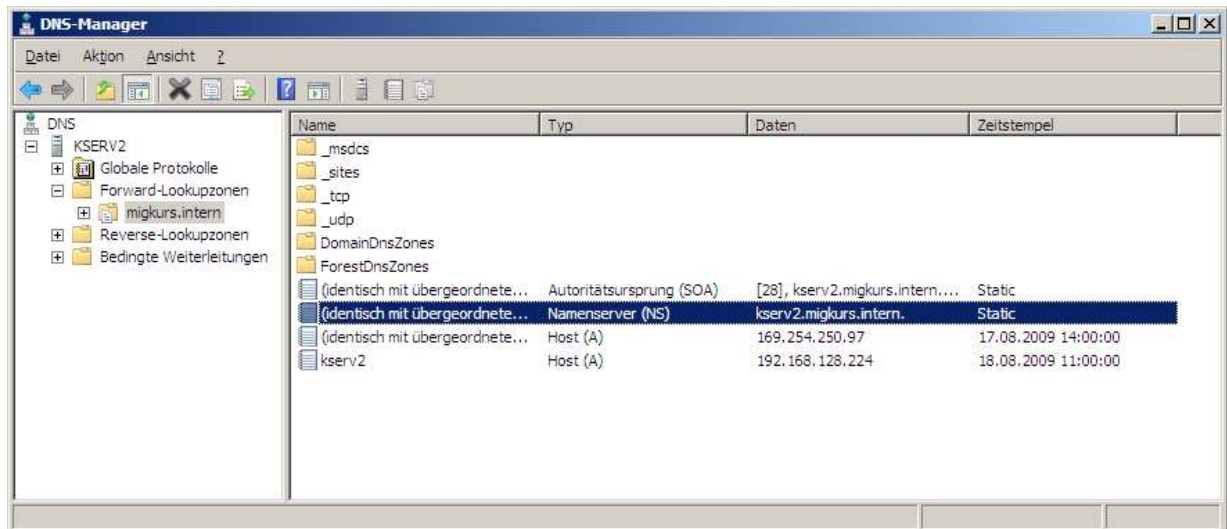 DNS-Manager
Datei Aktion Ansicht ?
DNS
KSERV2
Globale Protokolle
Forward-Lookupzonen
migkurs.intern
Reverse-Lookupzonen
Bedingte Weiterleitungen
Name Typ Daten Zeitstempel
_msdcs
_sites
_tcp
_udp
DomainDnsZones
ForestDnsZones
(identisch mit übergeordnete... Autoritätsursprung (SOA) [28], kserv2.migkurs.intern.... Static
(identisch mit übergeordnete... Namenserver (NS) kserv2.migkurs.intern. Static
(identisch mit übergeordnete... Host (A) 169.254.250.97 17.08.2009 14:00:00
kserv2 Host (A) 192.168.128.224 18.08.2009 11:00:00